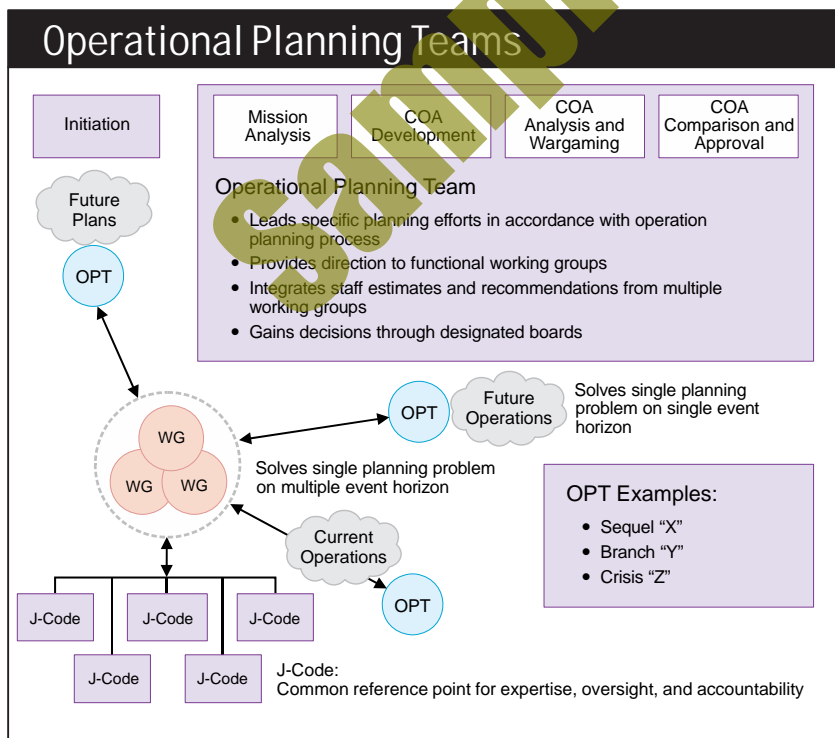 Operational Planning Teams
Sample
Initiation
Mission
Analysis
COA
Development
COA
Analysis and
Wargaming
COA
Comparison and
Approval
Operational Planning Team
• Leads specific planning efforts in accordance with operation
planning process
• Provides direction to functional working groups
• Integrates staff estimates and recommendations from multiple
working groups
• Gains decisions through designated boards
Future
Plans
OPT
OPT
Future
Operations
Solves single planning
problem on single event
horizon
WG
WG
WG
Solves single planning problem
on multiple event horizon
Current
Operations
OPT
OPT Examples:
• Sequel “X”
• Branch “Y”
• Crisis “Z”
J-Code
J-Code
J-Code
J-Code
J-Code
J-Code:
Common reference point for expertise, oversight, and accountability